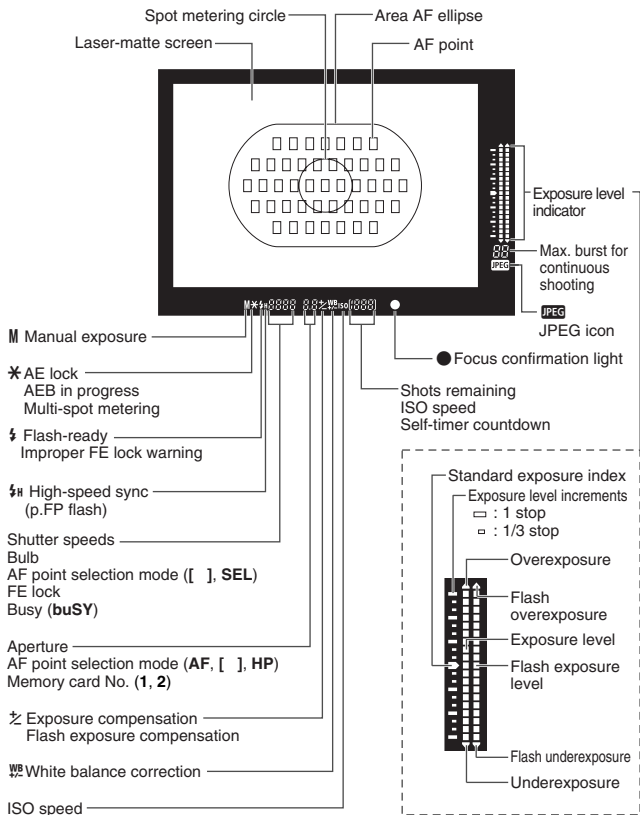 Spot metering circle
Area AF ellipse
Laser-matte screen
AF point
Exposure level
indicator
Max. burst for
continuous
shooting
JPEG
JPEG
JPEG icon
M
WB
ISO
M Manual exposure
Focus confirmation light
AE lock
AEB in progress
Multi-spot metering
Shots remaining
ISO speed
Self-timer countdown
Flash-ready
Improper FE lock warning
H High-speed sync
(p.FP flash)
Shutter speeds
Bulb
AF point selection mode ([ ], SEL)
FE lock
Busy (buSY)
Aperture
AF point selection mode (AF, [ ], HP)
Memory card No. (1, 2)
Exposure compensation
Flash exposure compensation
WB White balance correction
ISO speed
Standard exposure index
Exposure level increments
: 1 stop
: 1/3 stop
Overexposure
Flash
overexposure
Exposure level
Flash exposure
level
Flash underexposure
Underexposure